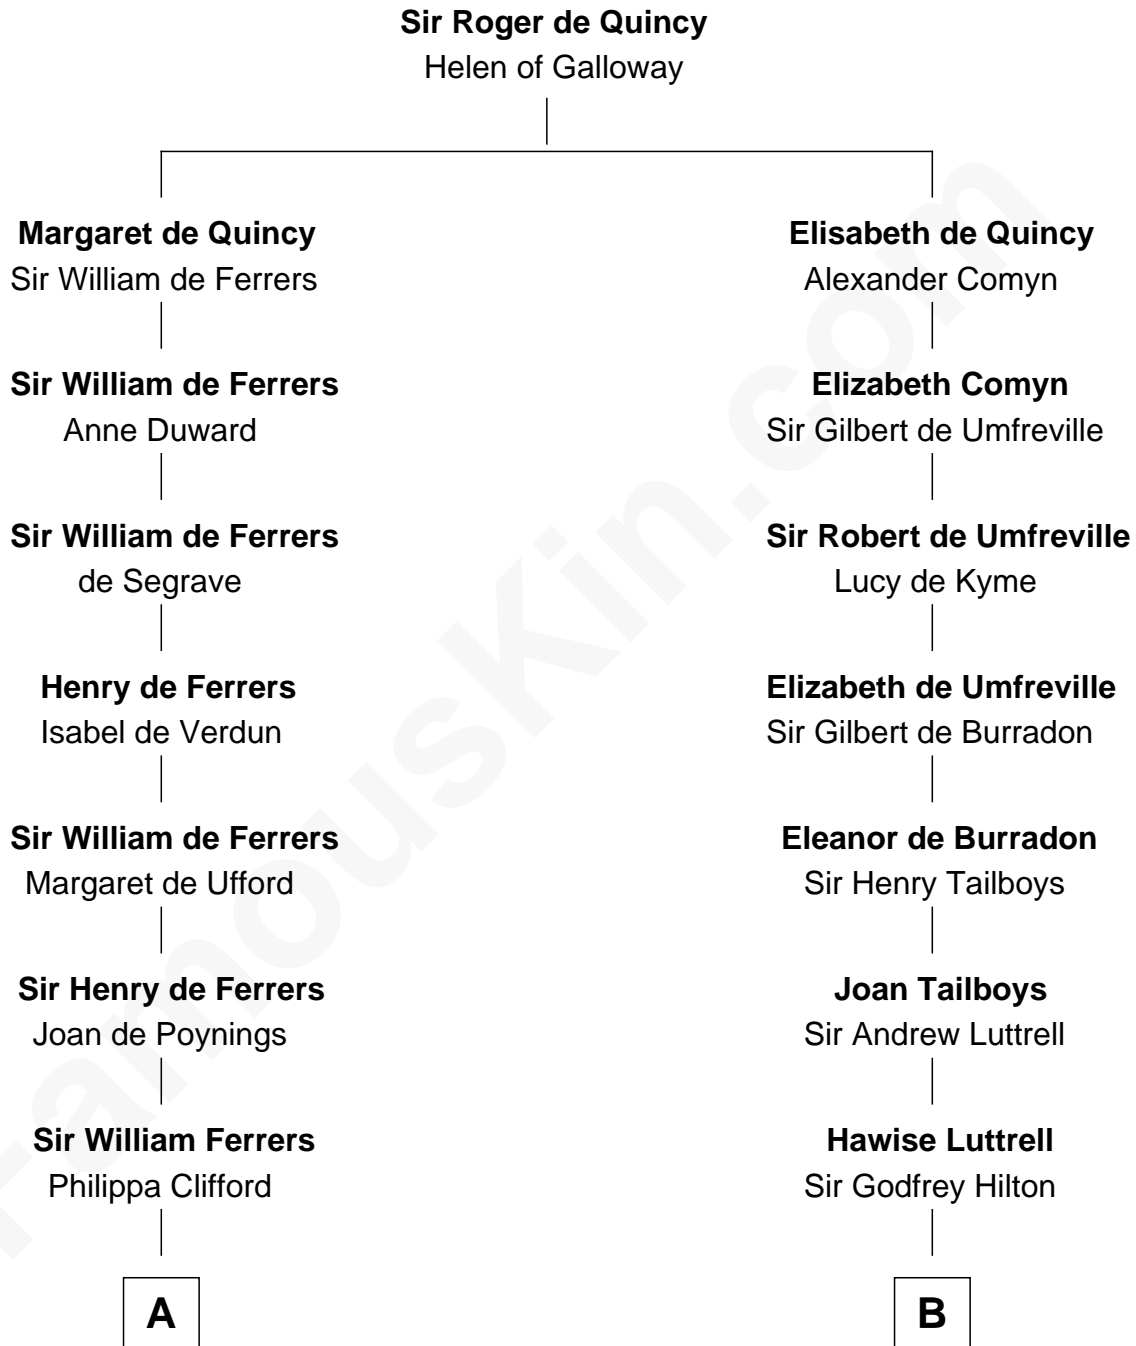 Sir Roger de Quincy
Helen of Galloway
Margaret de Quincy
Sir William de Ferrers
Elisabeth de Quincy
Alexander Comyn
Sir William de Ferrers
Anne Duward
Elizabeth Comyn
Sir Gilbert de Umfreville
Sir William de Ferrers
de Segrave
Sir Robert de Umfreville
Lucy de Kyme
Henry de Ferrers
Isabel de Verdun
Elizabeth de Umfreville
Sir Gilbert de Burradon
Sir William de Ferrers
Margaret de Ufford
Eleanor de Burradon
Sir Henry Tailboys
Sir Henry de Ferrers
Joan de Poynings
Joan Tailboys
Sir Andrew Luttrell
Sir William Ferrers
Philippa Clifford
Hawise Luttrell
Sir Godfrey Hilton
A
B
FamousKin.com